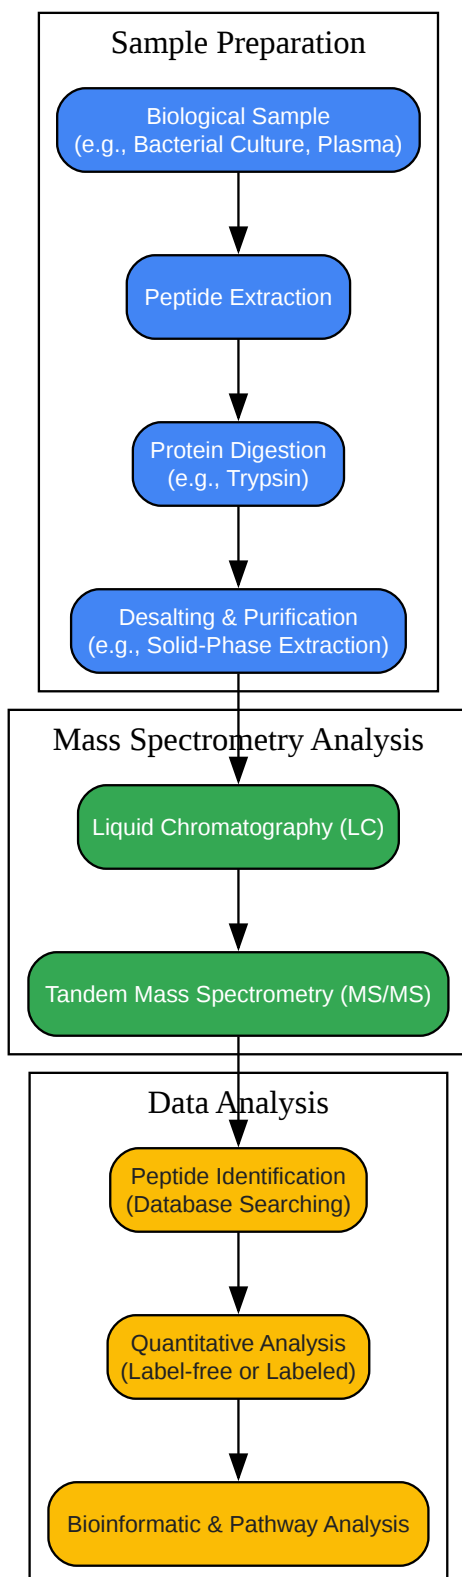 Sample Preparation
Biological Sample
(e.g., Bacterial Culture, Plasma)
Peptide Extraction
Protein Digestion
(e.g., Trypsin)
Desalting & Purification
(e.g., Solid-Phase Extraction)
Mass Spectrometry Analysis
Liquid Chromatography (LC)
Tandem Mass Spectrometry (MS/MS)
Data Analysis
Peptide Identification
(Database Searching)
Quantitative Analysis
(Label-free or Labeled)
Bioinformatic & Pathway Analysis